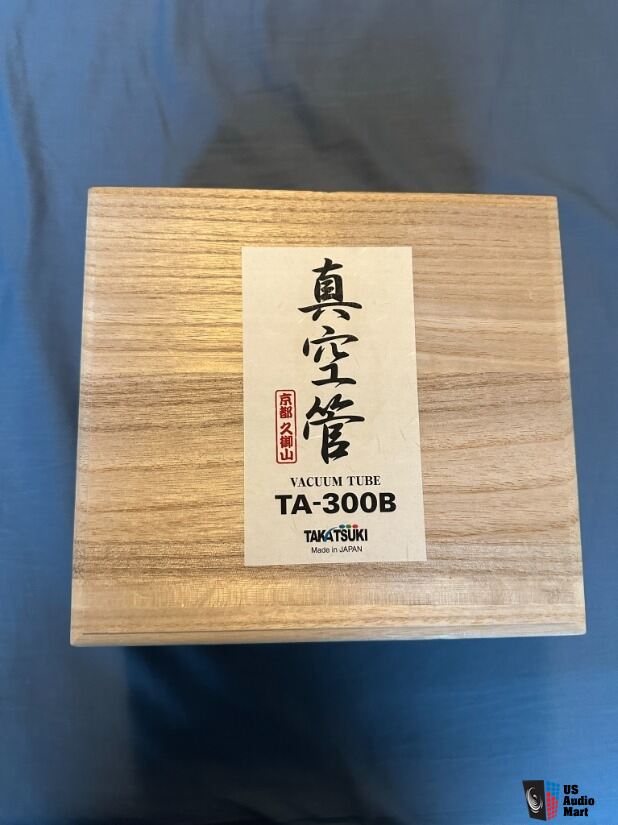 真空管
京都 久御山
VACUUM TUBE
TA-300B
TAKATSUKI
Made in JAPAN
US
Audio
Mart